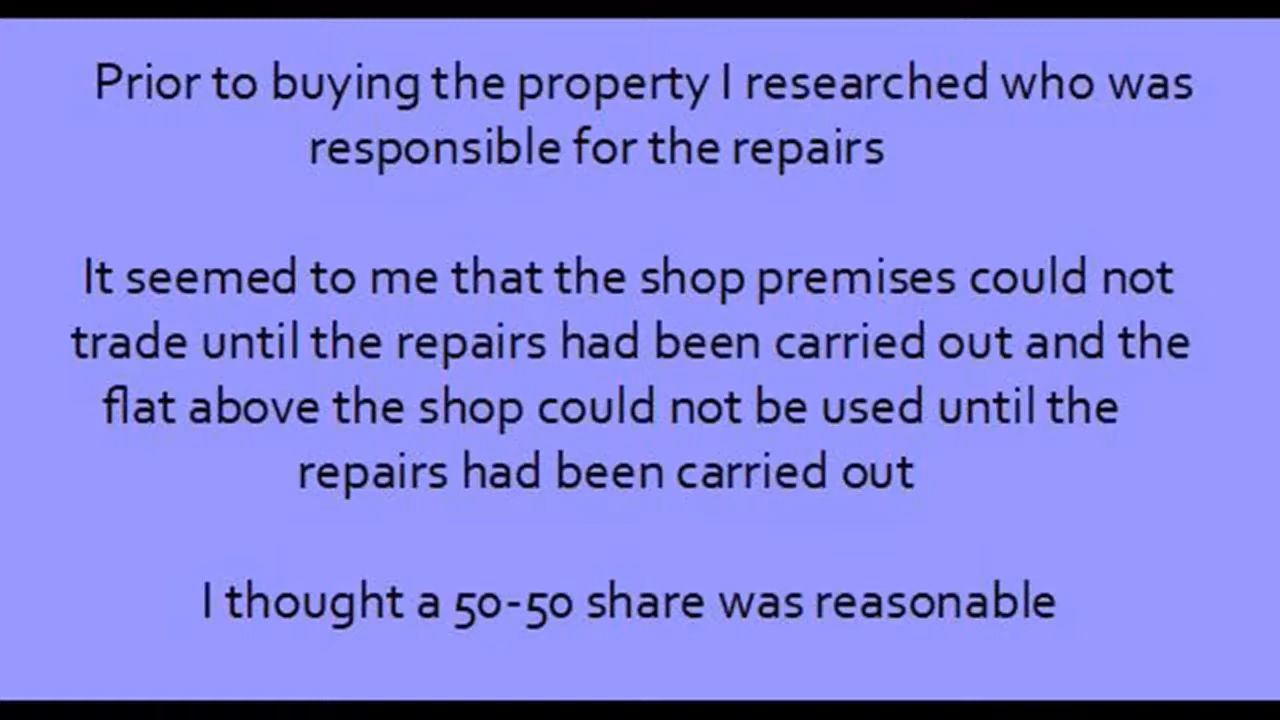 Prior to buying the property I researched who was
responsible for the repairs
It seemed to me that the shop premises could not
trade until the repairs had been carried out and the
flat above the shop could not be used until the
repairs had been carried out
I thought a 50-50 share was reasonable